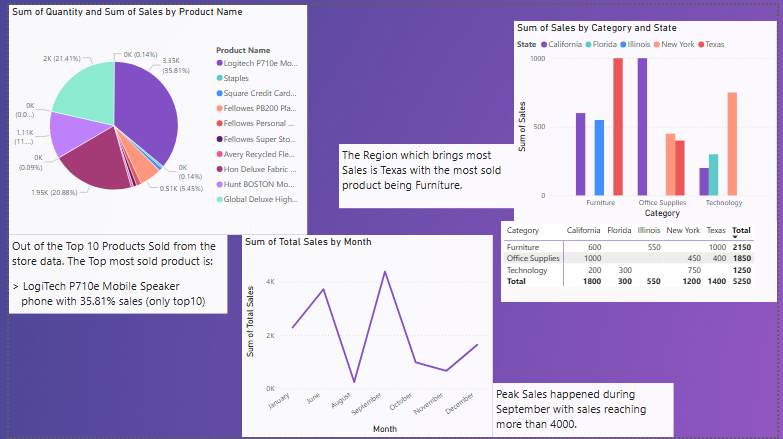 Sum of Quantity and Sum of Sales by Product Name
0K (0.14%)
2K (21.41%)
3.35K
(35.81%)
0K
(0.0...)
1.11K
(11....)
0K
(0.09%)
1.95K (20.88%)
0K
(0.14%)
0.51K (5.45%)
Product Name
Logitech P710e Mo...
Staples
Square Credit Card...
Fellowes PB200 Pla...
Fellowes Personal ...
Fellowes Super Sto...
Avery Recycled Fle...
Hon Deluxe Fabric ...
Hunt BOSTON Mo...
Global Deluxe High...
Sum of Sales by Category and State
State California Florida Illinois New York Texas
Sum of Sales
1000
500
0
Furniture Office Supplies Technology
Category
The Region which brings most
Sales is Texas with the most sold
product being Furniture.
Category California Florida Illinois New York Texas Total
Furniture 600 550 1000 2150
Office Supplies 1000 450 400 1850
Technology 200 300 750 1250
Total 1800 300 550 1200 1400 5250
Out of the Top 10 Products Sold from the
store data. The Top most sold product is:
> LogiTech P710e Mobile Speaker
phone with 35.81% sales (only top10)
Sum of Total Sales by Month
Sum of Total Sales
4K
2K
0K
January June August September October November December
Month
Peak Sales happened during
September with sales reaching
more than 4000.